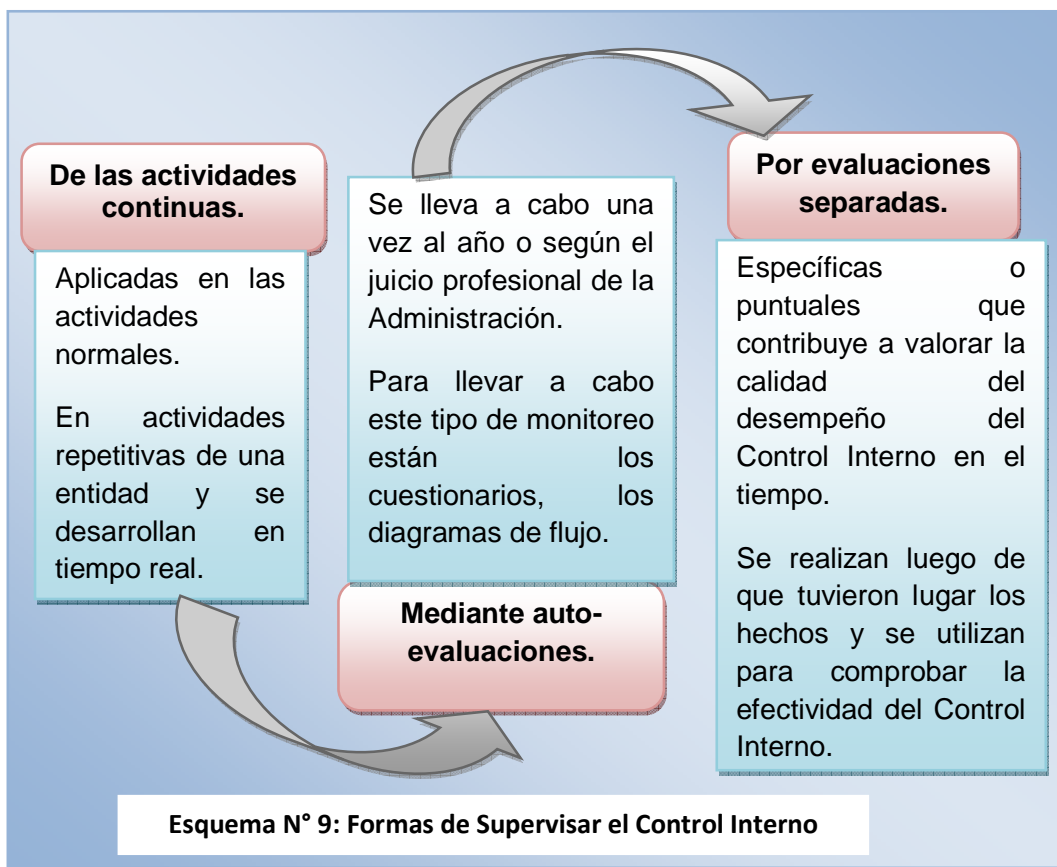 De las actividades
continuas.
Aplicadas en las
actividades
normales.
En actividades
repetitivas de una
entidad y se
desarrollan en
tiempo real.
Se lleva a cabo una
vez al año o según el
juicio profesional de la
Administración.
Para llevar a cabo
este tipo de monitoreo
están los
cuestionarios, los
diagramas de flujo.
Mediante auto-
evaluaciones.
Por evaluaciones
separadas.
Específicas o
puntuales que
contribuye a valorar la
calidad del
desempeño del
Control Interno en el
tiempo.
Se realizan luego de
que tuvieron lugar los
hechos y se utilizan
para comprobar la
efectividad del Control
Interno.
Esquema N° 9: Formas de Supervisar el Control Interno